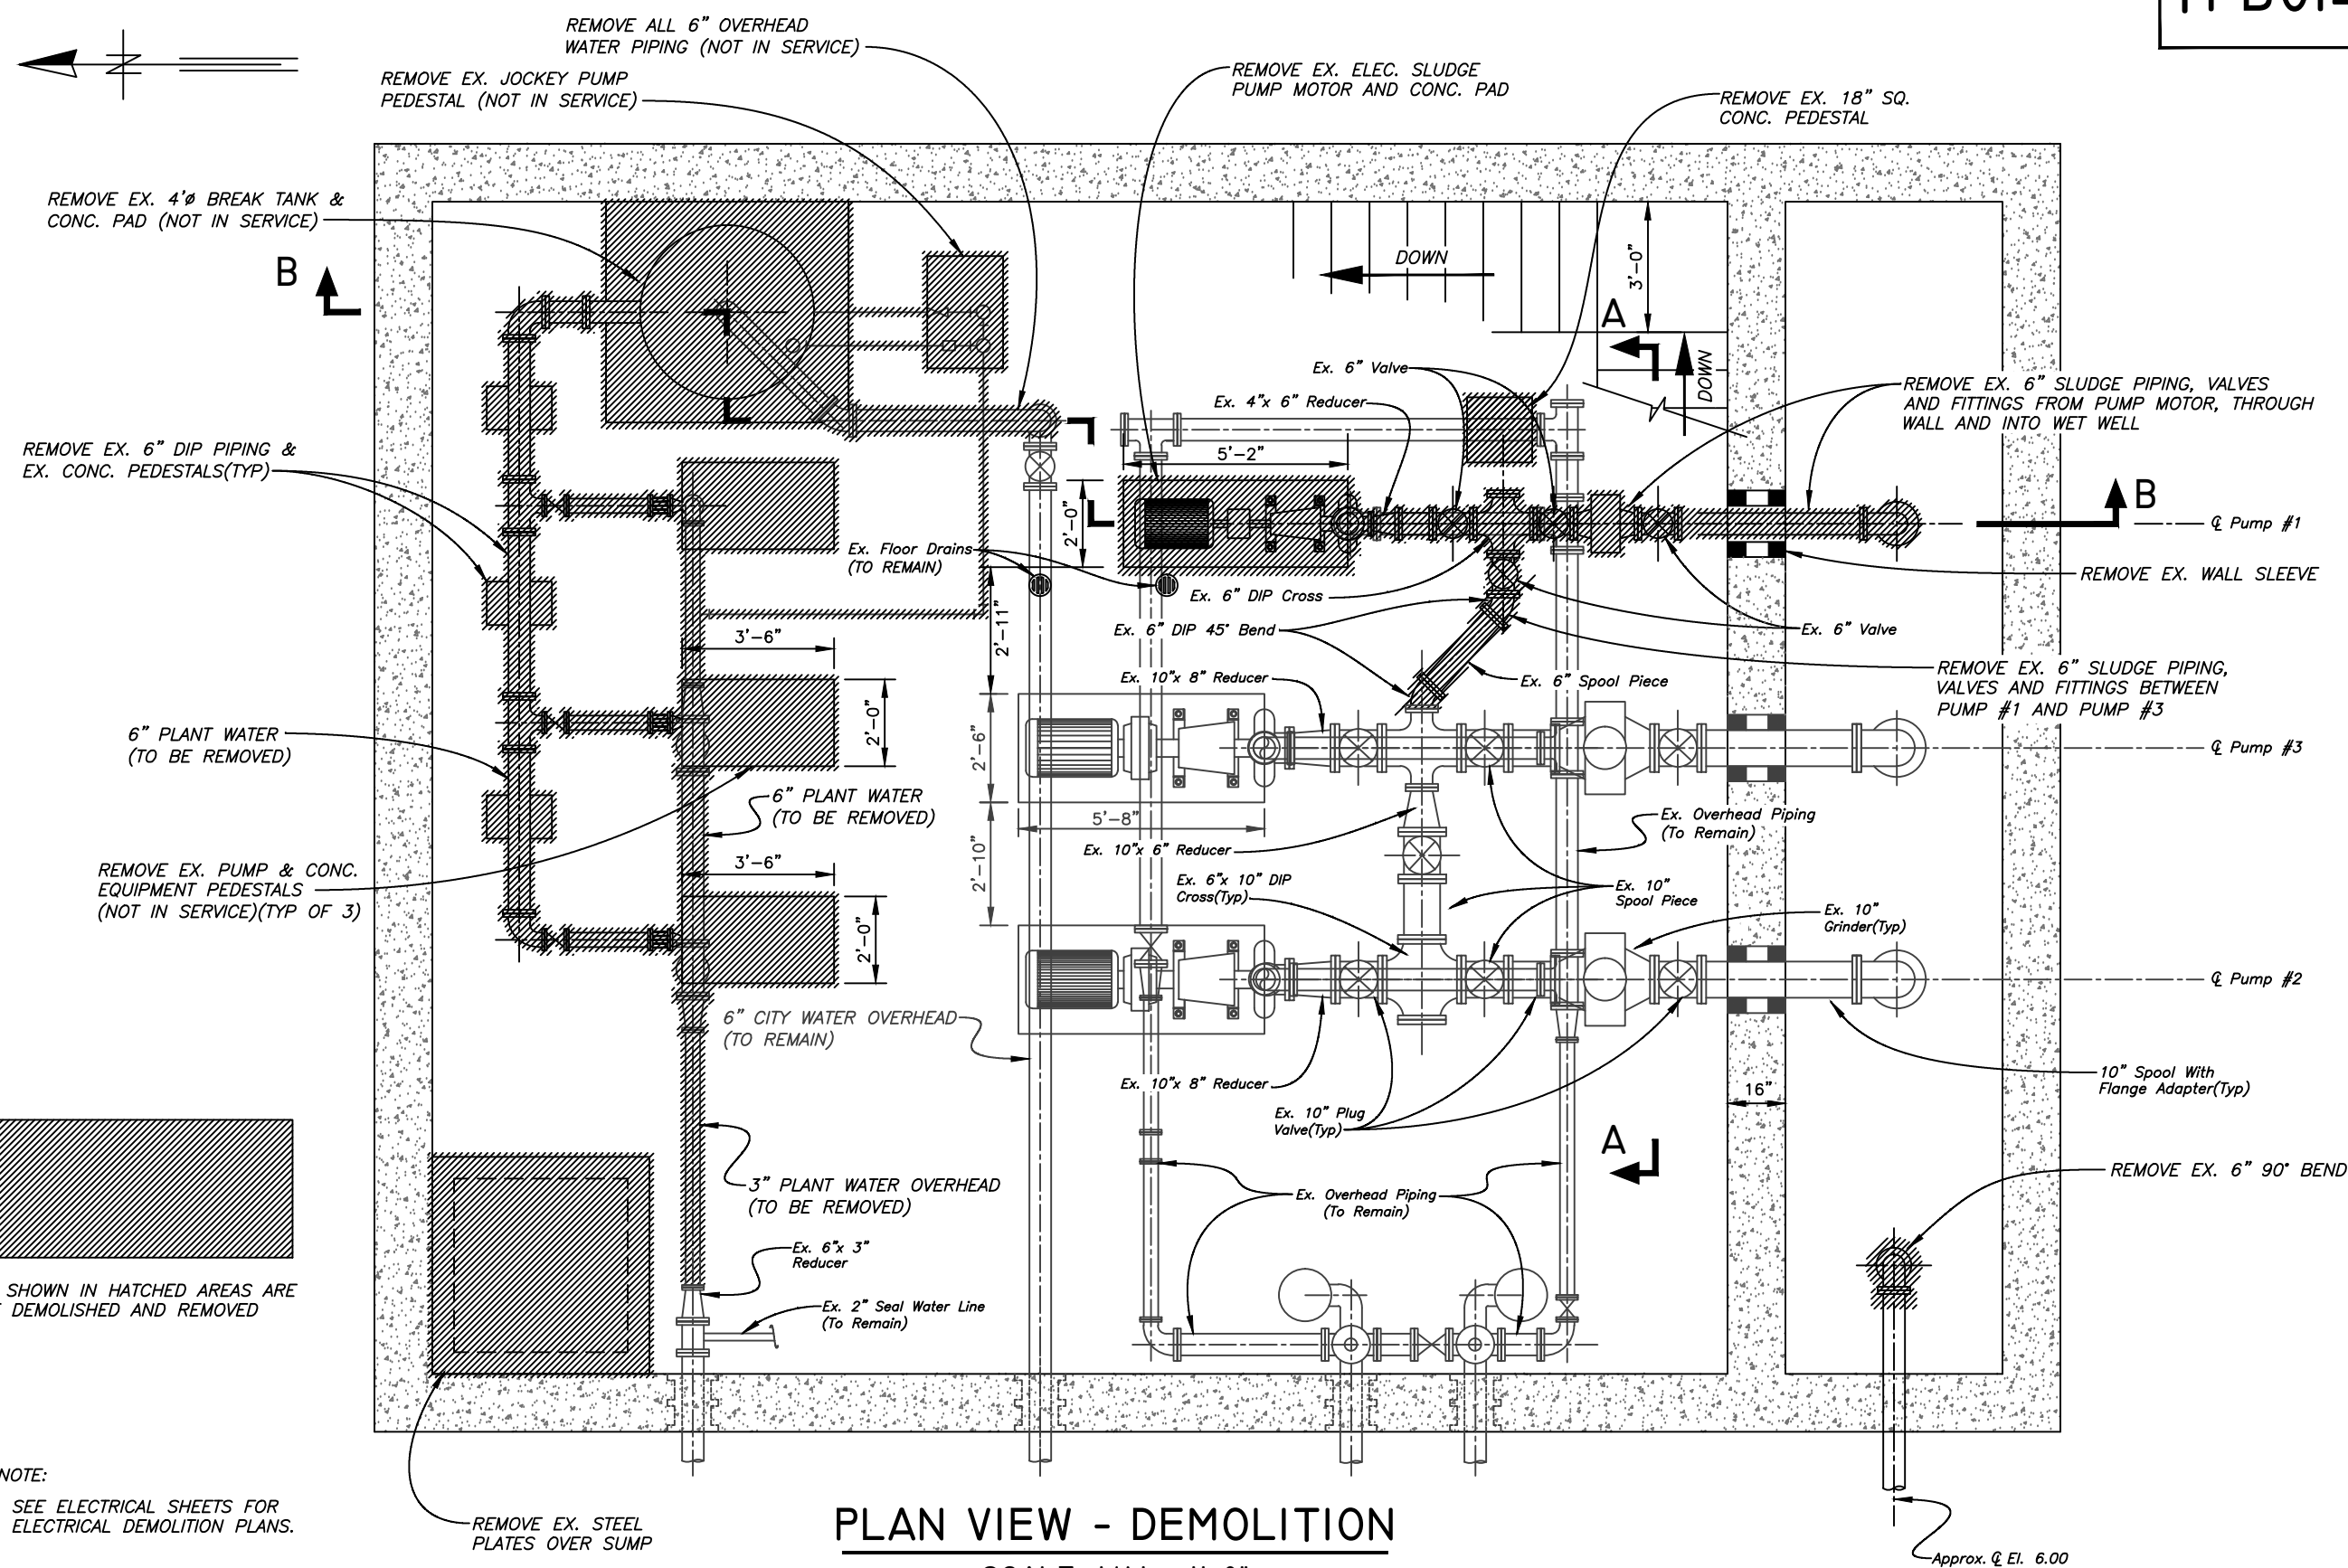 REMOVE ALL 6" OVERHEAD
WATER PIPING (NOT IN SERVICE)
REMOVE EX. JOCKEY PUMP
PEDESTAL (NOT IN SERVICE)
REMOVE EX. ELEC. SLUDGE
PUMP MOTOR AND CONC. PAD
REMOVE EX. 18" SQ.
CONC. PEDESTAL
REMOVE EX. 4'ø BREAK TANK &
CONC. PAD (NOT IN SERVICE)
B
DOWN
3'-0"
A
DOWN
Ex. 6" Valve
Ex. 4"x 6" Reducer
REMOVE EX. 6" SLUDGE PIPING, VALVES
AND FITTINGS FROM PUMP MOTOR, THROUGH
WALL AND INTO WET WELL
REMOVE EX. 6" DIP PIPING &
EX. CONC. PEDESTALS(TYP)
5'-2"
2'-0"
B
℄ Pump #1
Ex. Floor Drains
(TO REMAIN)
REMOVE EX. WALL SLEEVE
Ex. 6" DIP Cross
2'-11"
Ex. 6" DIP 45° Bend
Ex. 6" Valve
3'-6"
Ex. 10"x 8" Reducer
Ex. 6" Spool Piece
REMOVE EX. 6" SLUDGE PIPING,
VALVES AND FITTINGS BETWEEN
PUMP #1 AND PUMP #3
6" PLANT WATER
(TO BE REMOVED)
2'-0"
2'-6"
℄ Pump #3
6" PLANT WATER
(TO BE REMOVED)
5'-8"
Ex. Overhead Piping
(To Remain)
Ex. 10"x 6" Reducer
3'-6"
2'-10"
REMOVE EX. PUMP & CONC.
EQUIPMENT PEDESTALS
(NOT IN SERVICE)(TYP OF 3)
Ex. 6"x 10" DIP
Cross(Typ)
Ex. 10"
Spool Piece
Ex. 10"
Grinder(Typ)
2'-0"
℄ Pump #2
6" CITY WATER OVERHEAD
(TO REMAIN)
Ex. 10"x 8" Reducer
10" Spool With
Flange Adapter(Typ)
16"
Ex. 10" Plug
Valve(Typ)
A
REMOVE EX. 6" 90° BEND
3" PLANT WATER OVERHEAD
(TO BE REMOVED)
Ex. Overhead Piping
(To Remain)
Ex. 6"x 3"
Reducer
SHOWN IN HATCHED AREAS ARE
DEMOLISHED AND REMOVED
Ex. 2" Seal Water Line
(To Remain)
NOTE:
SEE ELECTRICAL SHEETS FOR
ELECTRICAL DEMOLITION PLANS.
REMOVE EX. STEEL
PLATES OVER SUMP
PLAN VIEW - DEMOLITION
Approx. ℄ El. 6.00